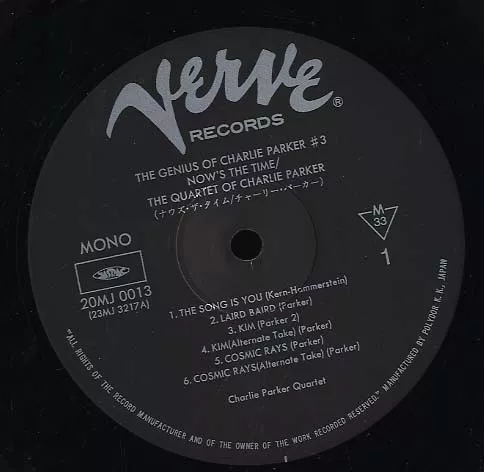 Verve®
RECORDS
THE GENIUS OF CHARLIE PARKER #3
NOW'S THE TIME/
THE QUARTET OF CHARLIE PARKER
(ナウズ・ザ・タイム/チャーリー・パーカー)
MONO
20MJ 0013
(23MJ 3217A)
M
33
1
1. THE SONG IS YOU (Kern-Hammerstein)
2. LAIRD BAIRD (Parker)
3. KIM (Parker 2)
4. KIM(Alternate Take) (Parker)
5. COSMIC RAYS (Parker)
6. COSMIC RAYS(Alternate Take) (Parker)
Charlie Parker Quartet
"ALL RIGHTS OF THE RECORD MANUFACTURER AND OF THE OWNER OF THE WORK RECORDED RESERVED." MANUFACTURED BY POLYDOR K. K., JAPAN